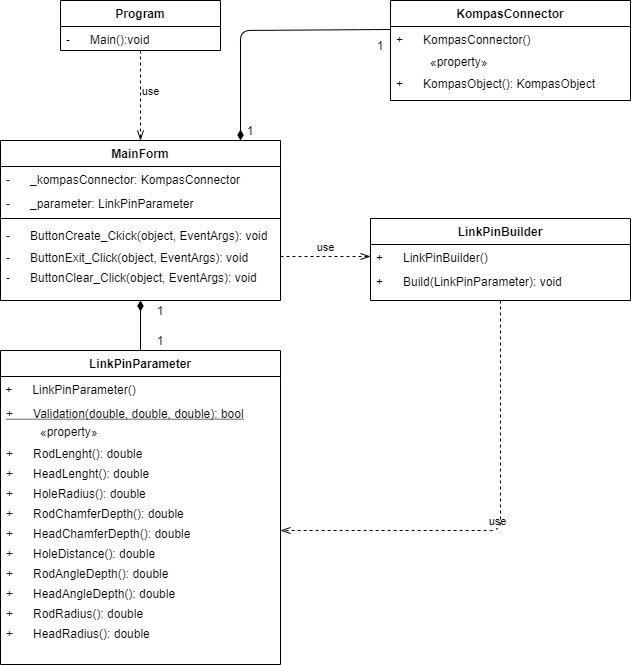 Program
- Main():void
use
KompasConnector
+ KompasConnector()
«property»
+ KompasObject(): KompasObject
1
1
MainForm
- _kompasConnector: KompasConnector
- _parameter: LinkPinParameter
- ButtonCreate_Ckick(object, EventArgs): void
- ButtonExit_Click(object, EventArgs): void
- ButtonClear_Click(object, EventArgs): void
use
LinkPinBuilder
+ LinkPinBuilder()
+ Build(LinkPinParameter): void
1
1
LinkPinParameter
+ LinkPinParameter()
+ Validation(double, double, double): bool
«property»
+ RodLenght(): double
+ HeadLenght(): double
+ HoleRadius(): double
+ RodChamferDepth(): double
+ HeadChamferDepth(): double
+ HoleDistance(): double
+ RodAngleDepth(): double
+ HeadAngleDepth(): double
+ RodRadius(): double
+ HeadRadius(): double
use